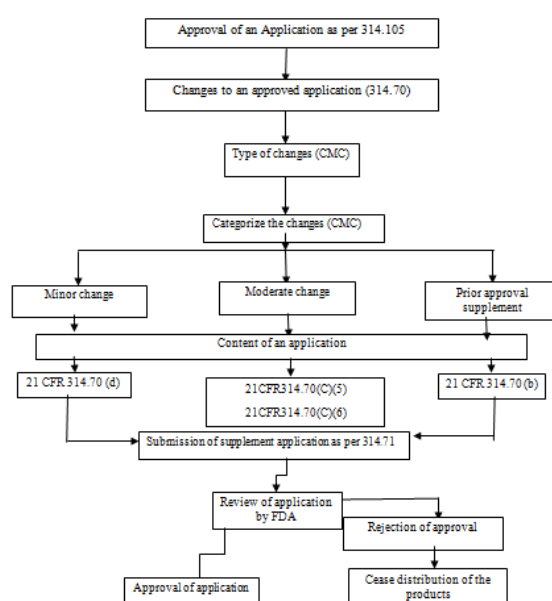 Approval of an Application as per 314.105
Changes to an approved application (314.70)
Type of changes (CMC)
Categorize the changes (CMC)
Minor change
Moderate change
Prior approval
supplement
Content of an application
21 CFR 314.70 (d)
21CFR314.70(C)(5)
21CFR314.70(C)(6)
21 CFR 314.70 (b)
Submission of supplement application as per 314.71
Review of application
by FDA
Rejection of approval
Approval of application
Cease distribution of the
products